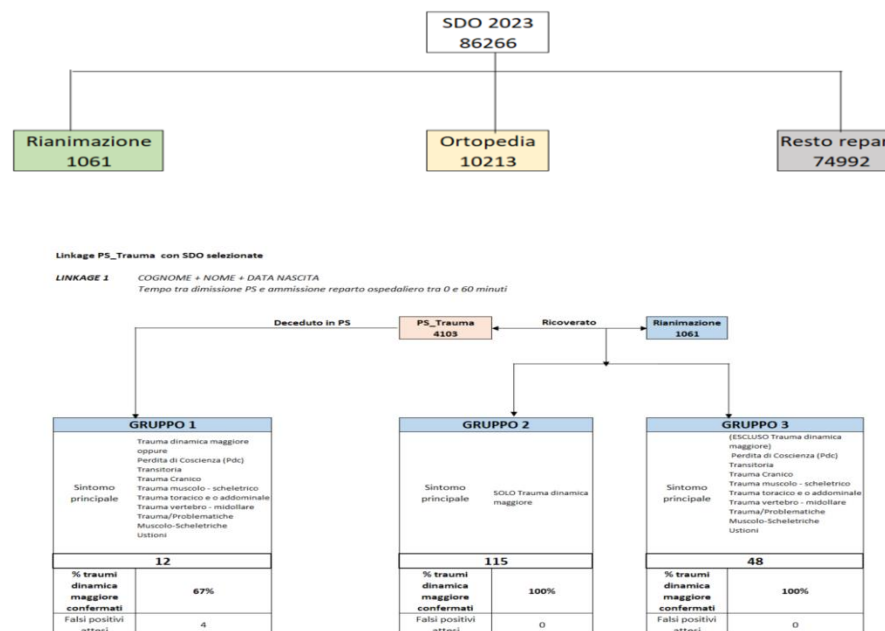 SDO 2023
86266
Rianimazione
1061
Ortopedia
10213
Resto repar
74992
Linkage PS_Trauma con SDO selezionate
LINKAGE 1 COGNOME + NOME + DATA NASCITA
Tempo tra dimissione PS e ammissione reparto ospedaliero tra 0 e 60 minuti
Deceduto in PS
PS_Trauma
4103
Ricoverato
Rianimazione
1061
GRUPPO 1
Sintomo
principale
Trauma dinamica maggiore
oppure
Perdita di Coscienza (Pdc)
Transitoria
Trauma Cranico
Trauma muscolo - scheletrico
Trauma toracico e o addominale
Trauma vertebro - midollare
Trauma/Problematiche
Muscolo-Scheletriche
Ustioni
12
% traumi
dinamica
maggiore
confermati
67%
Falsi positivi
attesi
4
GRUPPO 2
Sintomo
principale
SOLO Trauma dinamica
maggiore
115
% traumi
dinamica
maggiore
confermati
100%
Falsi positivi
attesi
0
GRUPPO 3
Sintomo
principale
(ESCLUSO Trauma dinamica
maggiore)
Perdita di Coscienza (Pdc)
Transitoria
Trauma Cranico
Trauma muscolo - scheletrico
Trauma toracico e o addominale
Trauma vertebro - midollare
Trauma/Problematiche
Muscolo-Scheletriche
Ustioni
48
% traumi
dinamica
maggiore
confermati
100%
Falsi positivi
attesi
0